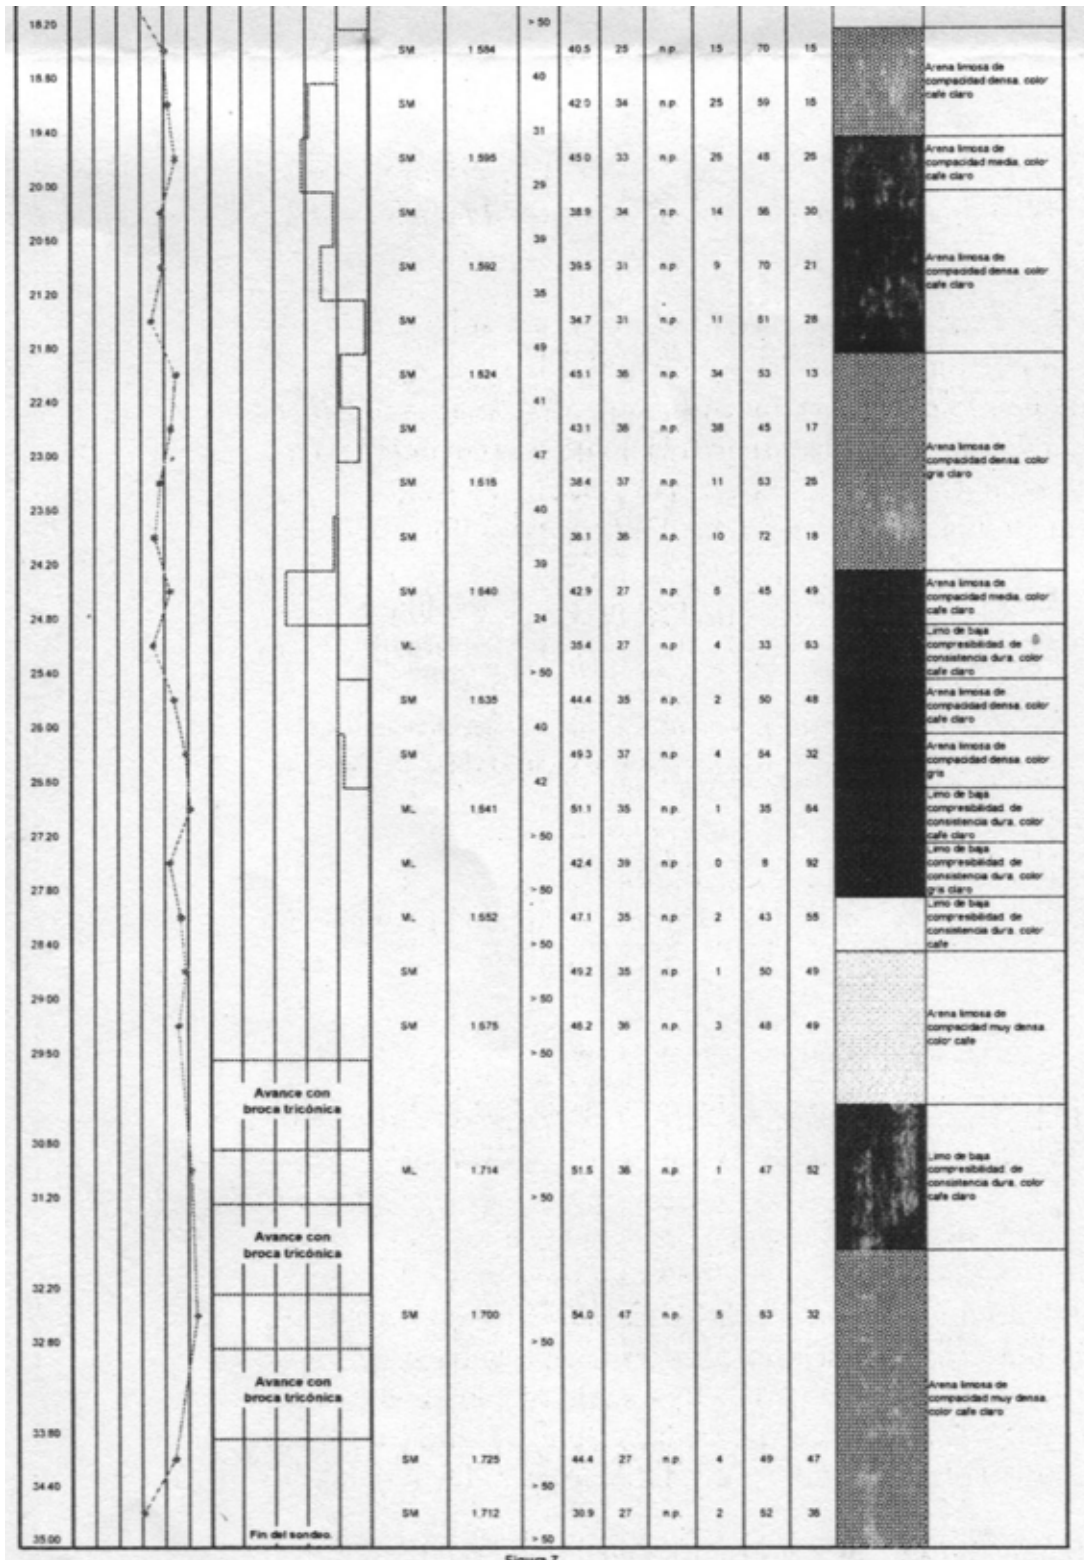 18.20 > 50
SM 1.584 40.5 25 n.p. 15 70 15
Arena limosa de
compacidad densa. color
cafe claro
18.80 40
SM 42.0 34 n.p. 25 59 15
19.40 31
SM 1.595 45.0 33 n.p. 25 48 25
Arena limosa de
compacidad media. color
cafe claro
20.00 29
SM 38.9 34 n.p. 14 56 30
20.60 39
SM 1.592 39.5 31 n.p. 9 70 21
Arena limosa de
compacidad densa. color
cafe claro
21.20 35
SM 34.7 31 n.p. 11 61 28
21.80 49
SM 1.624 45.1 36 n.p. 34 53 13
22.40 41
SM 43.1 36 n.p. 38 45 17
23.00 47
Arena limosa de
compacidad densa. color
gris claro
SM 1.615 38.4 37 n.p. 11 63 25
23.60 40
SM 38.1 36 n.p. 10 72 18
24.20 39
SM 1.640 42.9 27 n.p. 45 49
Arena limosa de
compacidad media. color
cafe claro
24.80 24
ML 35.4 27 n.p. 4 33 63
Limo de baja
compresibilidad. de
consistencia dura. color
cafe claro
25.40 > 50
SM 1.635 44.4 35 n.p. 2 50 48
Arena limosa de
compacidad densa. color
cafe claro
26.00 40
SM 49.3 37 n.p. 4 32
Arena limosa de
compacidad densa. color
gris
26.60 42
ML 1.641 51.1 35 n.p. 1 35 64
Limo de baja
compresibilidad. de
consistencia dura. color
cafe claro
27.20 > 50
ML 42.4 39 n.p. 0 8 92
Limo de baja
compresibilidad. de
consistencia dura. color
gris claro
27.80 > 50
ML 1.652 47.1 35 n.p. 2 43 55
Limo de baja
compresibilidad. de
consistencia dura. color
cafe
28.40 > 50
SM 49.2 35 n.p. 1 50 49
29.00 > 50
SM 1.675 46.2 36 n.p. 3 48 49
Arena limosa de
compacidad muy densa.
color cafe
29.60 > 50
Avance con
broca tricónica
30.60
ML 1.714 51.5 36 n.p. 1 47 52
Limo de baja
compresibilidad. de
consistencia dura. color
cafe claro
31.20 > 50
Avance con
broca tricónica
32.20
SM 1.700 54.0 47 n.p. 5 63 32
32.80 > 50
Avance con
broca tricónica
Arena limosa de
compacidad muy densa.
color cafe claro
33.80
SM 1.725 44.4 27 n.p. 4 49 47
34.40 > 50
SM 1.712 30.9 27 n.p. 2 62 36
Fin del sondeo.
35.00 > 50
Figura 7